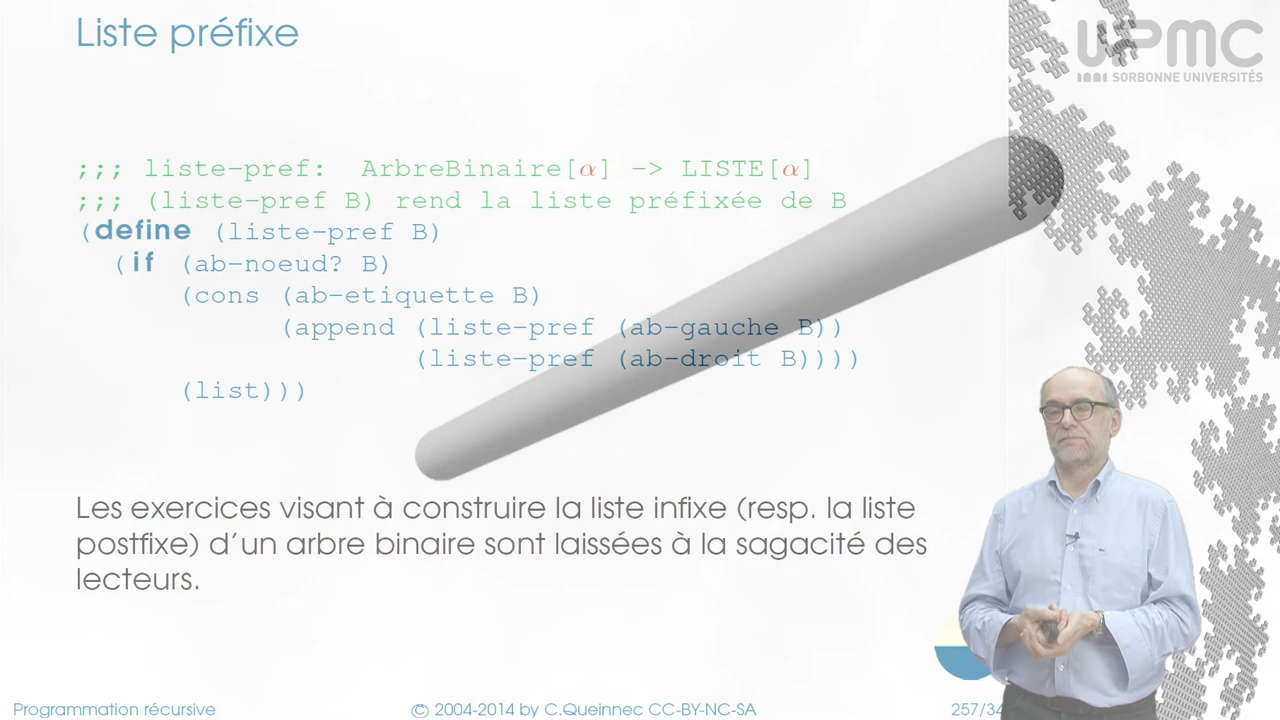 Liste préfixe
UPMC
SORBONNE UNIVERSITÉS
;;; liste-pref: ArbreBinaire[α] -> LISTE[α]
;;; (liste-pref B) rend la liste préfixée de B
(define (liste-pref B)
(if (ab-noeud? B)
(cons (ab-etiquette B)
(append (liste-pref (ab-gauche B))
(liste-pref (ab-droit B))))
(list)))
Les exercices visant à construire la liste infixe (resp. la liste
postfixe) d'un arbre binaire sont laissées à la sagacité des
lecteurs.
Programmation récursive
© 2004-2014 by C.Queinnec CC-BY-NC-SA
257/34